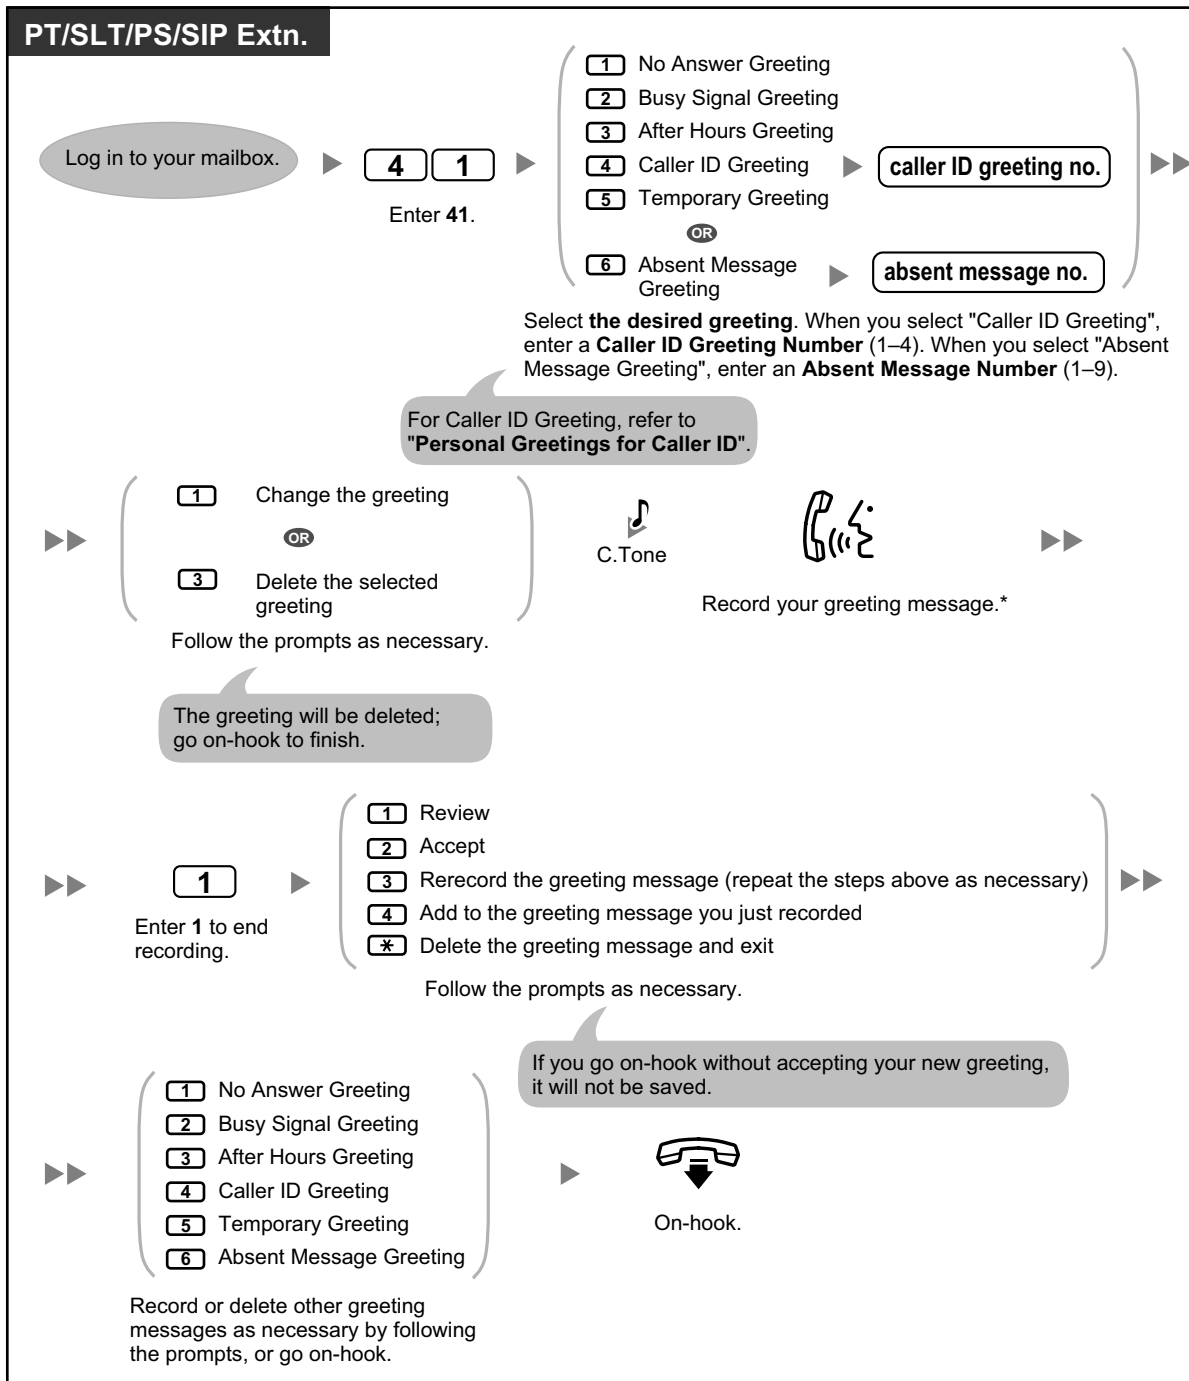 PT/SLT/PS/SIP Extn.
Log in to your mailbox.
4 1
Enter 41.
1 No Answer Greeting
2 Busy Signal Greeting
3 After Hours Greeting
4 Caller ID Greeting
caller ID greeting no.
5 Temporary Greeting
OR
6 Absent Message
Greeting
absent message no.
Select the desired greeting. When you select "Caller ID Greeting",
enter a Caller ID Greeting Number (1–4). When you select "Absent
Message Greeting", enter an Absent Message Number (1–9).
For Caller ID Greeting, refer to
"Personal Greetings for Caller ID".
1 Change the greeting
OR
3 Delete the selected
greeting
Follow the prompts as necessary.
The greeting will be deleted;
go on-hook to finish.
C.Tone
Record your greeting message.*
1
Enter 1 to end
recording.
1 Review
2 Accept
3 Rerecord the greeting message (repeat the steps above as necessary)
4 Add to the greeting message you just recorded
* Delete the greeting message and exit
Follow the prompts as necessary.
If you go on-hook without accepting your new greeting,
it will not be saved.
1 No Answer Greeting
2 Busy Signal Greeting
3 After Hours Greeting
4 Caller ID Greeting
5 Temporary Greeting
6 Absent Message Greeting
Record or delete other greeting
messages as necessary by following
the prompts, or go on-hook.
On-hook.